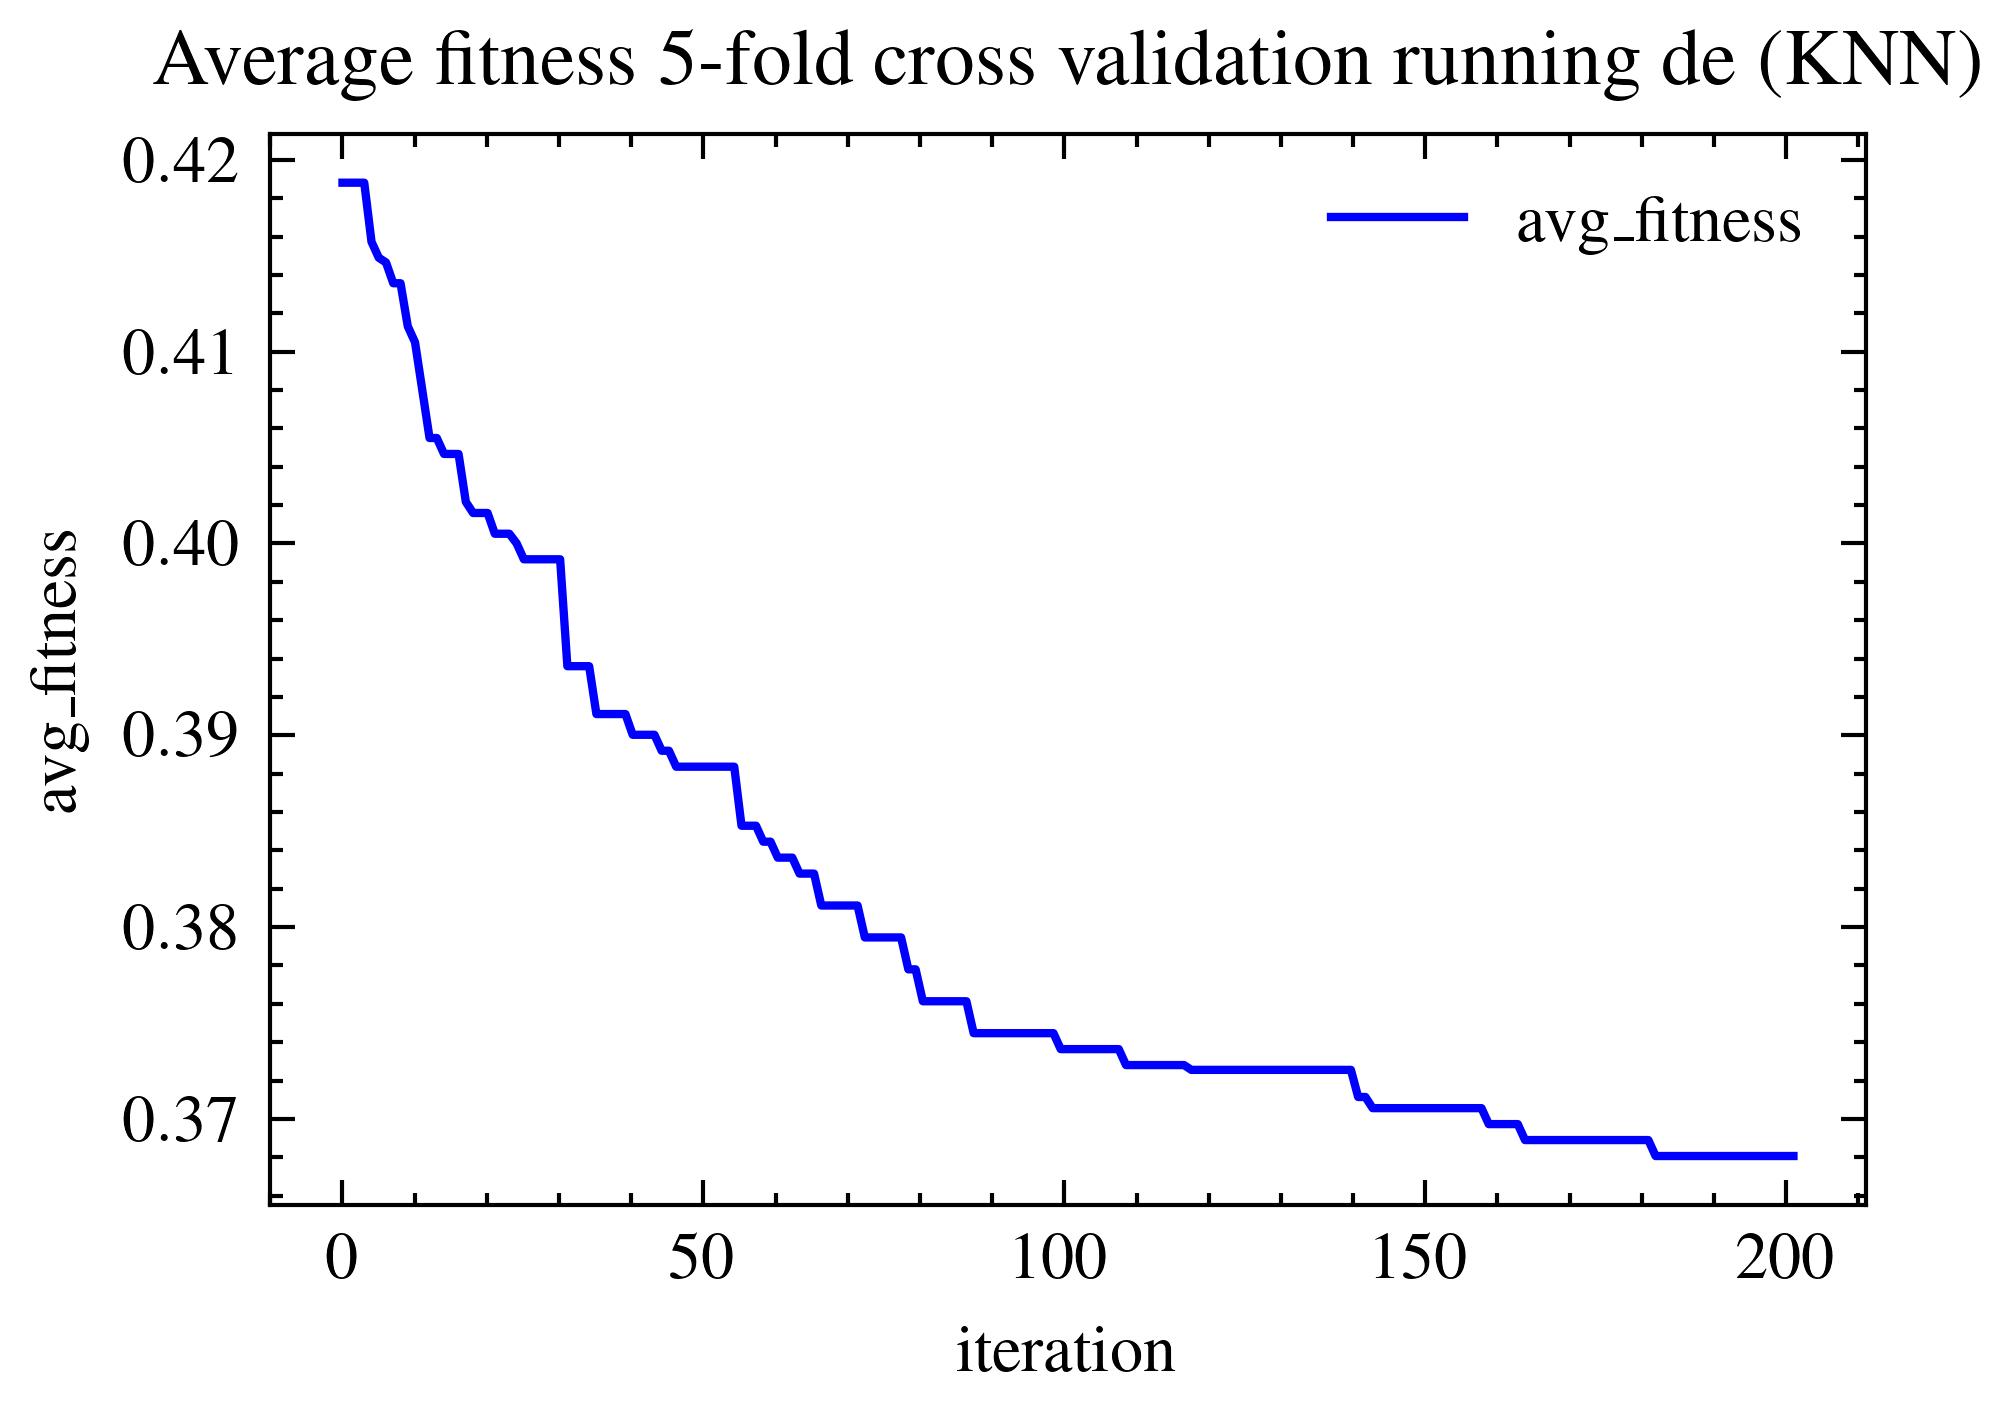 Average fitness 5-fold cross validation running de (KNN)
avg_fitness
0.42
0.41
0.40
0.39
0.38
0.37
avg_fitness
0 50 100 150 200
iteration